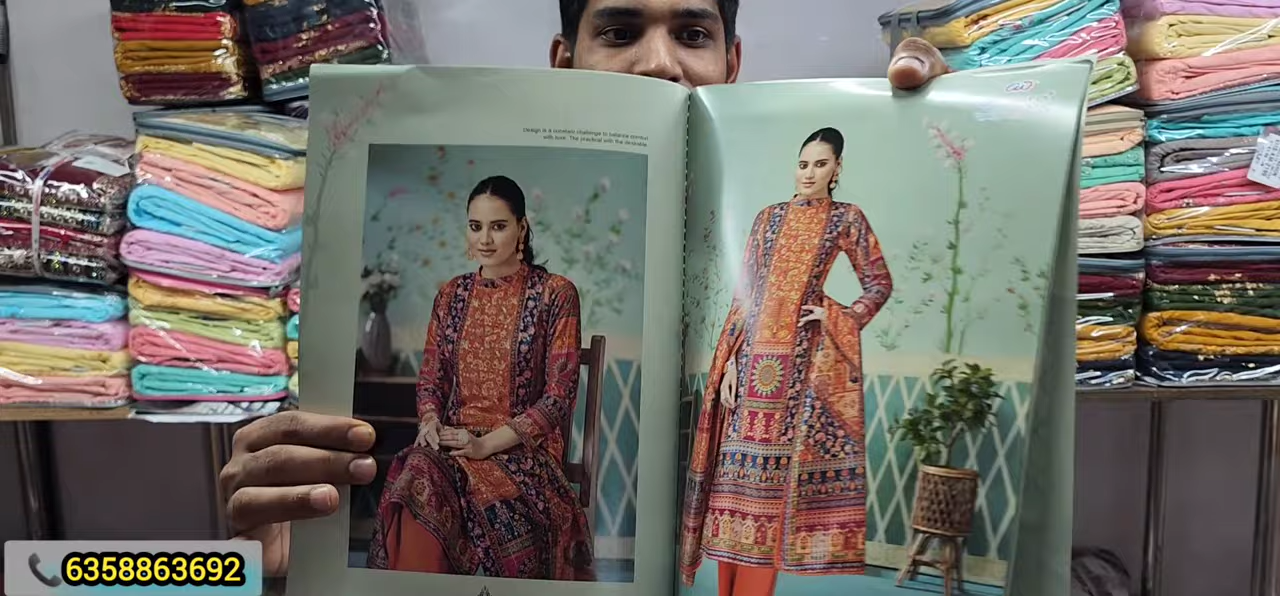 Design is a constant challenge to balance comfort
with luxe. The practical with the desirable.
6358863692